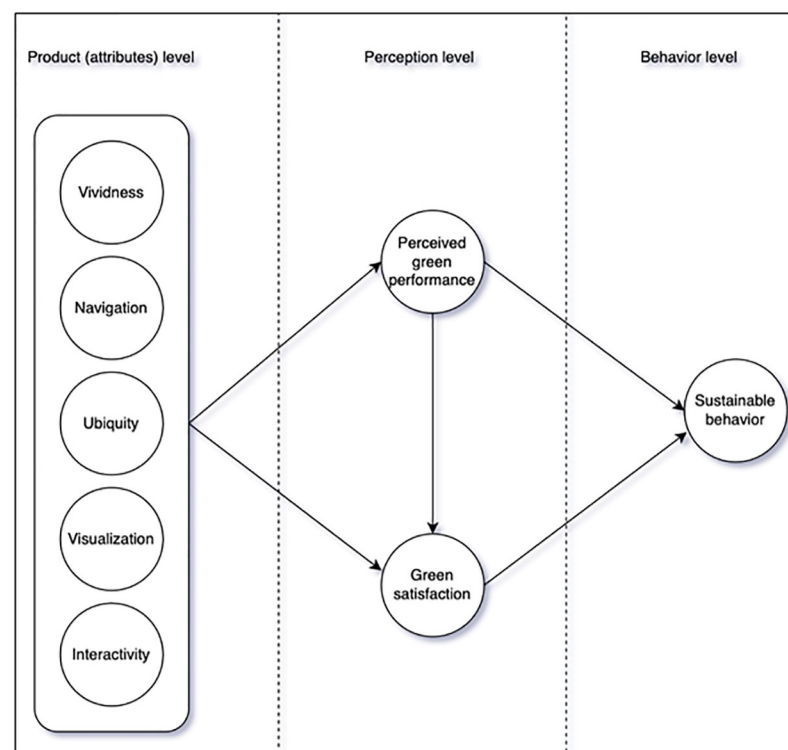 Product (attributes) level
Perception level
Behavior level
Vividness
Navigation
Ubiquity
Visualization
Interactivity
Perceived
green
performance
Green
satisfaction
Sustainable
behavior